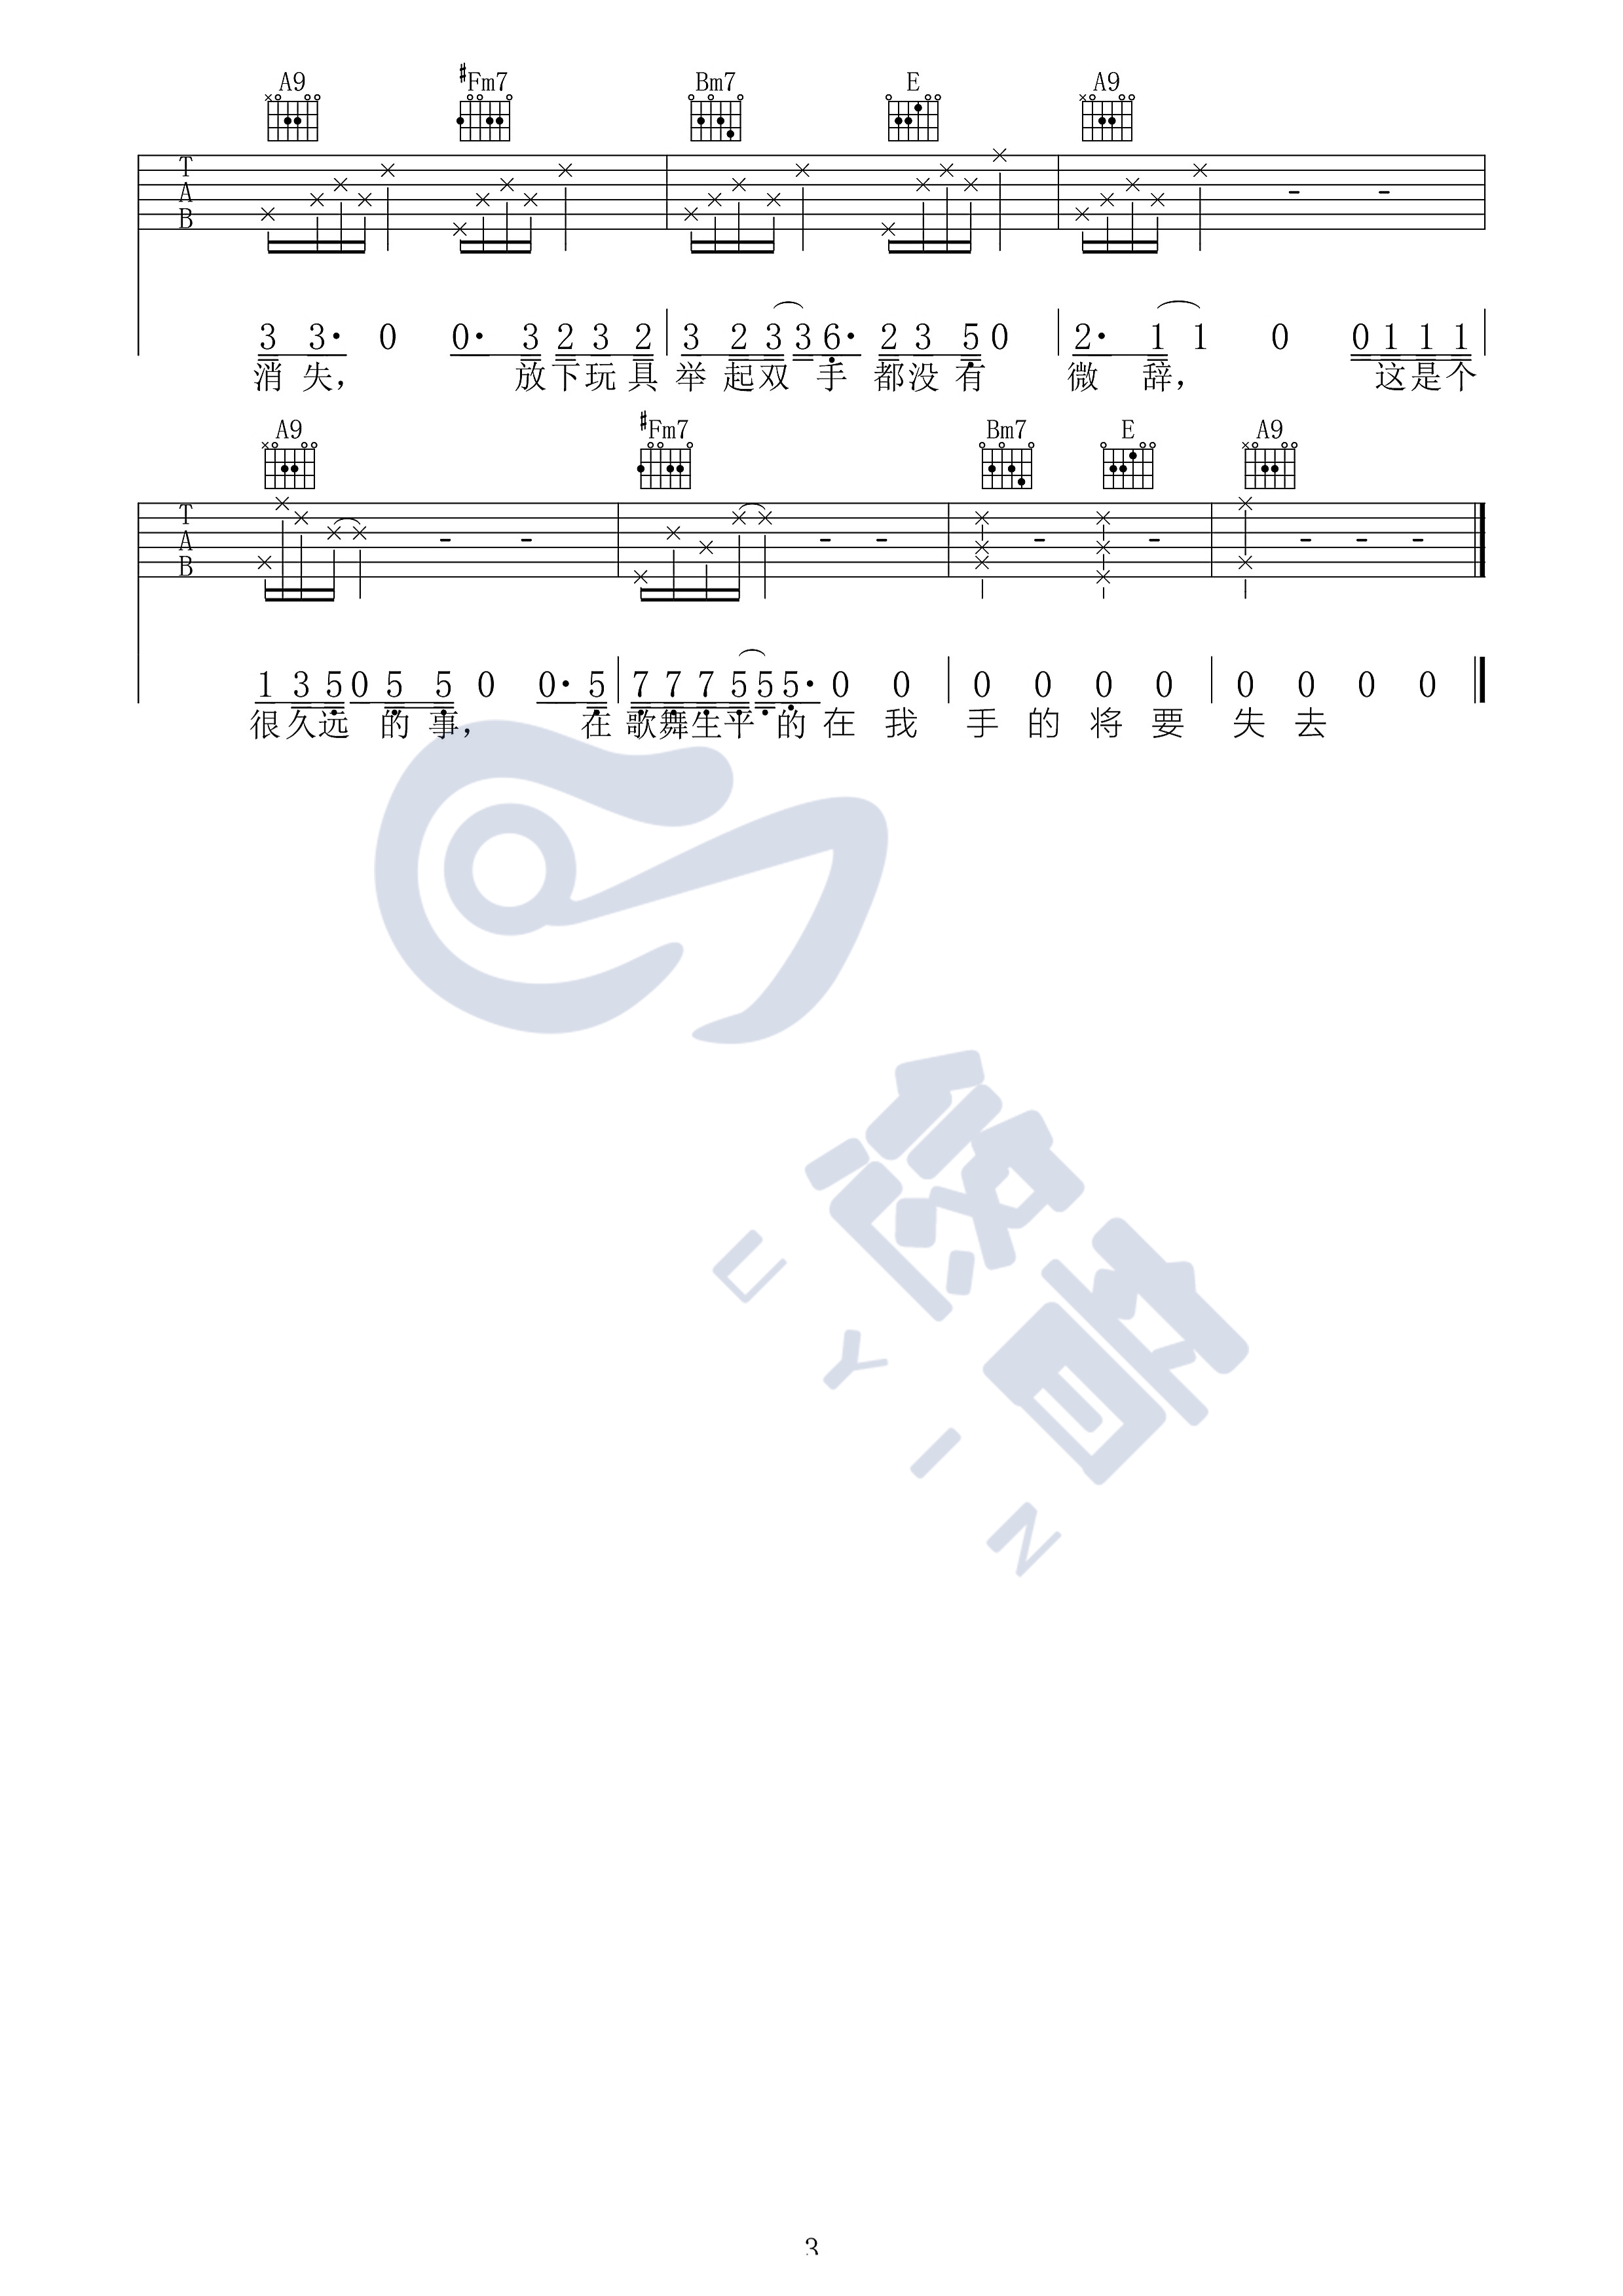 A9 #Fm7 Bm7 E A9
T
A
B
3 3· 0 0· 3 2 3 2 3 2 3 3 6· 2 3 5 0 2· 1 1 0 0 1 1 1
消 失， 放 下 玩 具 举 起 双 手 都 没 有 微 辞， 这 是 个
A9 #Fm7 Bm7 E A9
T
A
B
1 3 5 0 5 5 0 0· 5 7 7 7 5 5 5· 0 0 0 0 0 0 0 0 0 0
很 久 远 的 事， 在 歌 舞 生 平 的 在 我 手 的 将 要 失 去
悠音
EYIN
3